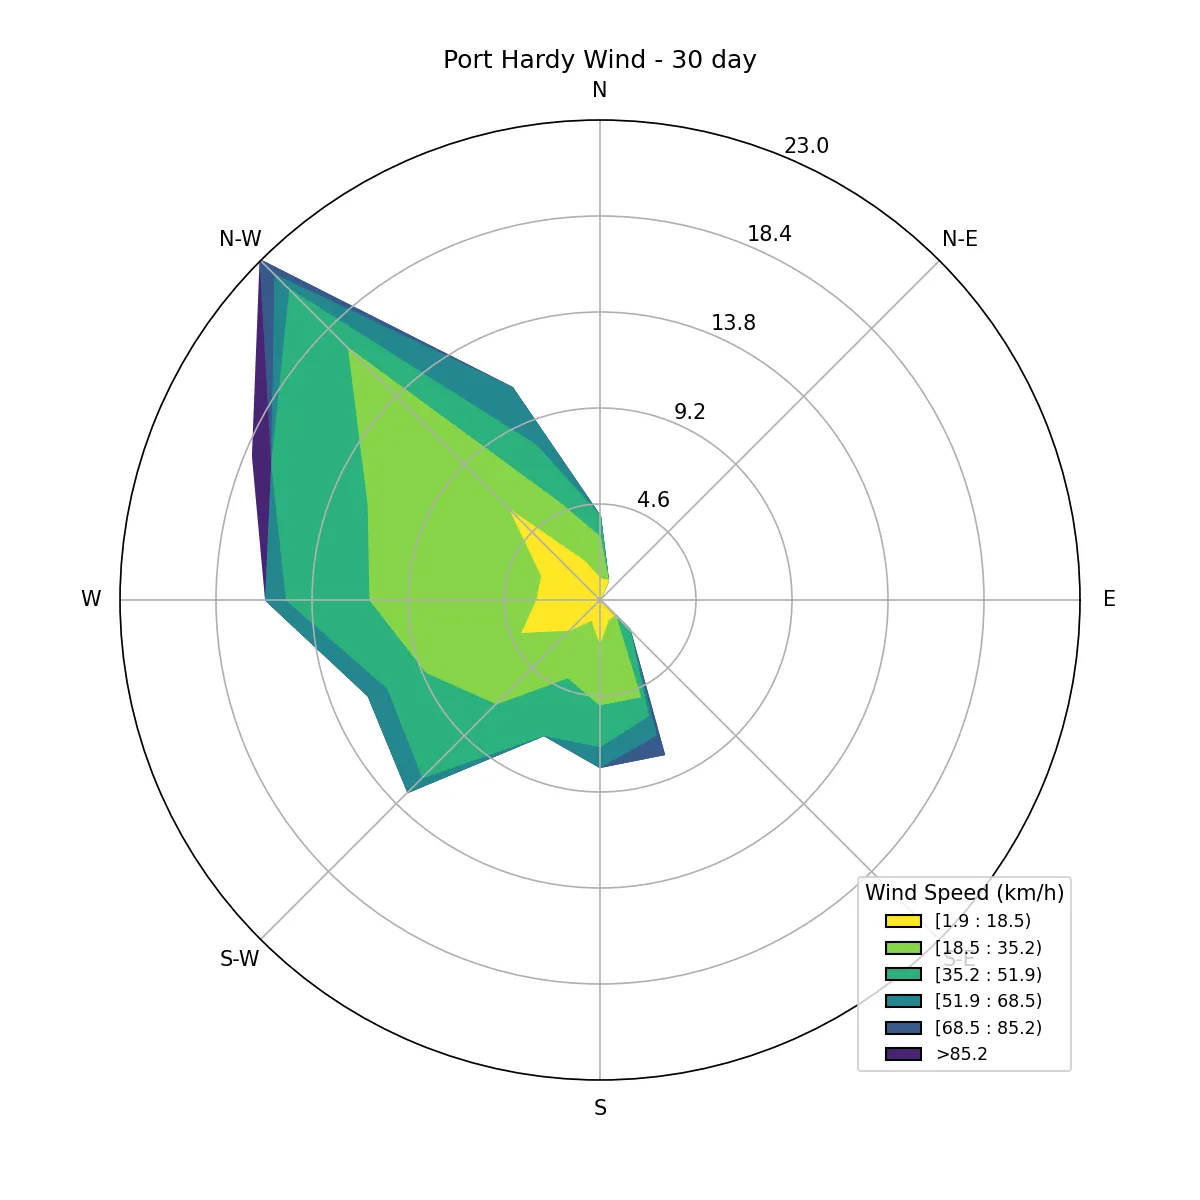 Port Hardy Wind - 30 day
N
23.0
18.4
N-W
N-E
13.8
9.2
4.6
W
E
S-W
S-E
S
Wind Speed (km/h)
[1.9 : 18.5)
[18.5 : 35.2)
[35.2 : 51.9)
[51.9 : 68.5)
[68.5 : 85.2)
>85.2